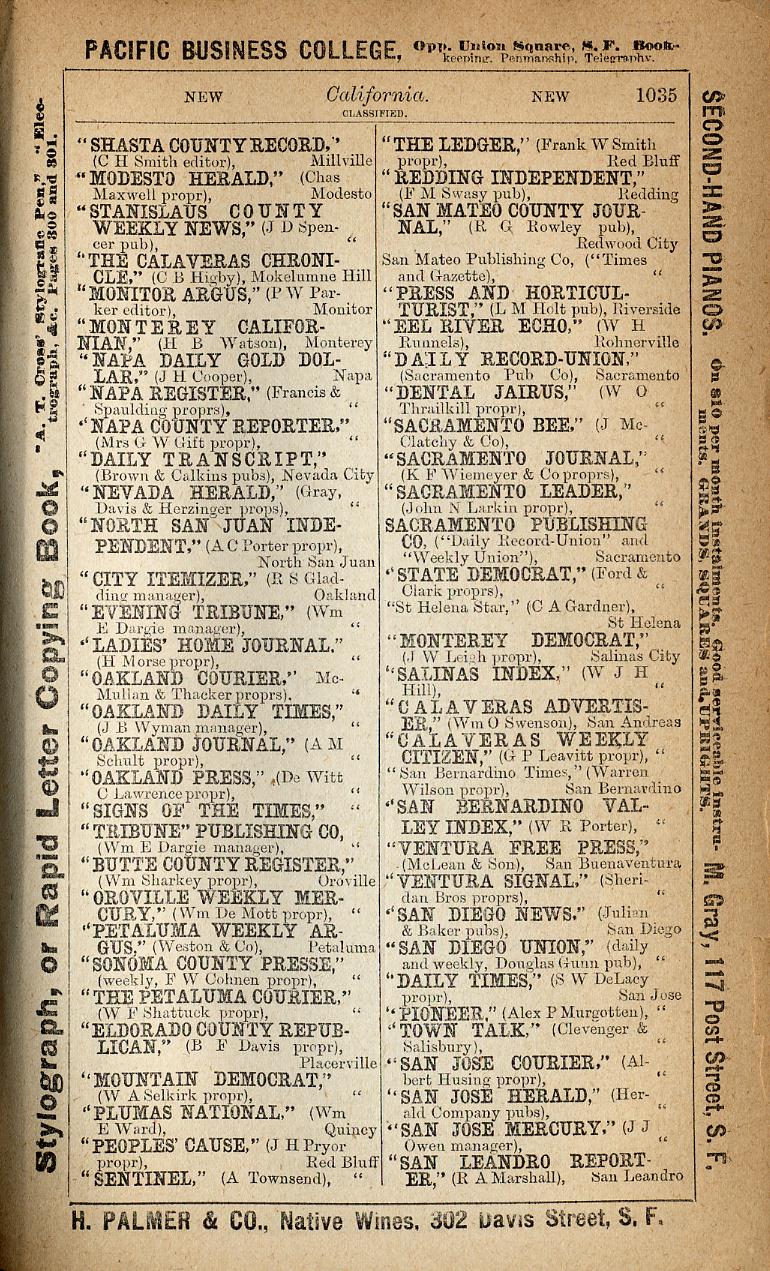 PACIFIC BUSINESS COLLEGE, Opp. Union Square, S. F. Book-
keeping. Penmanship, Telegraphy.
NEW California. NEW 1035
CLASSIFIED.
"SHASTA COUNTY RECORD,"
(C H Smith editor), Millville
"MODESTO HERALD," (Chas
Maxwell propr), Modesto
"STANISLAUS COUNTY
WEEKLY NEWS," (J D Spen-
cer pub), "
"THE CALAVERAS CHRONI-
CLE," (C B Higby), Mokelumne Hill
"MONITOR ARGUS," (P W Par-
ker editor), Monitor
"MONTEREY CALIFOR-
NIAN," (H B Watson), Monterey
"NAPA DAILY GOLD DOL-
LAR," (J H Cooper), Napa
"NAPA REGISTER," (Francis &
Spaulding proprs), "
"NAPA COUNTY REPORTER,"
(Mrs G W Gift propr), "
"DAILY TRANSCRIPT,"
(Brown & Calkins pubs), Nevada City
"NEVADA HERALD," (Gray,
Davis & Herzinger props), "
"NORTH SAN JUAN INDE-
PENDENT," (A C Porter propr),
North San Juan
"CITY ITEMIZER," (R S Glad-
ding manager), Oakland
"EVENING TRIBUNE," (Wm
E Dargie manager), "
"LADIES' HOME JOURNAL."
(H Morse propr), "
"OAKLAND COURIER," Mc-
Mullan & Thacker proprs), "
"OAKLAND DAILY TIMES,"
(J B Wyman manager), "
"OAKLAND JOURNAL," (A M
Schult propr), "
"OAKLAND PRESS," (De Witt
C Lawrence propr), "
"SIGNS OF THE TIMES," "
"TRIBUNE" PUBLISHING CO,
(Wm E Dargie manager), "
"BUTTE COUNTY REGISTER,"
(Wm Sharkey propr), Oroville
"OROVILLE WEEKLY MER-
CURY," (Wm De Mott propr), "
"PETALUMA WEEKLY AR-
GUS," (Weston & Co), Petaluma
"SONOMA COUNTY PRESSE,"
(weekly, F W Cohnen propr), "
"THE PETALUMA COURIER,"
(W F Shattuck propr), "
"ELDORADO COUNTY REPUB-
LICAN," (B F Davis propr),
Placerville
"MOUNTAIN DEMOCRAT,"
(W A Selkirk propr), "
"PLUMAS NATIONAL," (Wm
E Ward), Quincy
"PEOPLES' CAUSE," (J H Pryor
propr), Red Bluff
"SENTINEL," (A Townsend), "
"THE LEDGER," (Frank W Smith
propr), Red Bluff
"REDDING INDEPENDENT,"
(F M Swasy pub), Redding
"SAN MATEO COUNTY JOUR-
NAL," (R G Rowley pub),
Redwood City
San Mateo Publishing Co, ("Times
and Gazette), "
"PRESS AND HORTICUL-
TURIST," (L M Holt pub), Riverside
"EEL RIVER ECHO," (W H
Runnels), Rohnerville
"DAILY RECORD-UNION,"
(Sacramento Pub Co), Sacramento
"DENTAL JAIRUS," (W O
Thrailkill propr), "
"SACRAMENTO BEE." (J Mc-
Clatchy & Co), "
"SACRAMENTO JOURNAL,"
(K F Wiemeyer & Co proprs), "
"SACRAMENTO LEADER,"
(John N Larkin propr), "
SACRAMENTO PUBLISHING
CO, ("Daily Record-Union" and
"Weekly Union"), Sacramento
"STATE DEMOCRAT," (Ford &
Clark proprs), "
"St Helena Star," (C A Gardner),
St Helena
"MONTEREY DEMOCRAT,"
(J W Leigh propr), Salinas City
"SALINAS INDEX," (W J H
Hill), "
"CALAVERAS ADVERTIS-
ER," (Wm O Swenson), San Andreas
"CALAVERAS WEEKLY
CITIZEN," (G P Leavitt propr), "
"San Bernardino Times," (Warren
Wilson propr), San Bernardino
"SAN BERNARDINO VAL-
LEY INDEX," (W R Porter), "
"VENTURA FREE PRESS,"
(McLean & Son), San Buenaventura
"VENTURA SIGNAL," (Sheri-
dan Bros proprs), "
"SAN DIEGO NEWS." (Julian
& Baker pubs), San Diego
"SAN DIEGO UNION," (daily
and weekly, Douglas Gunn pub), "
"DAILY TIMES," (S W DeLacy
propr), San Jose
"PIONEER," (Alex P Murgotten), "
"TOWN TALK," (Clevenger &
Salisbury), "
"SAN JOSE COURIER," (Al-
bert Husing propr), "
"SAN JOSE HERALD," (Her-
ald Company pubs), "
"SAN JOSE MERCURY." (J J
Owen manager), "
"SAN LEANDRO REPORT-
ER," (R A Marshall), San Leandro
H. PALMER & CO., Native Wines, 302 Davis Street, S. F.
Stylograph, or Rapid Letter Copying Book, "A. T. Cross' Stylografic Pen," "Elec-
trograph, &c. Pages 300 and 301.
SECOND-HAND PIANOS. On $10 per month instalments. Good serviceable instru-
ments. GRANDS, SQUARES and UPRIGHTS. M. Gray, 117 Post Street, S. F.